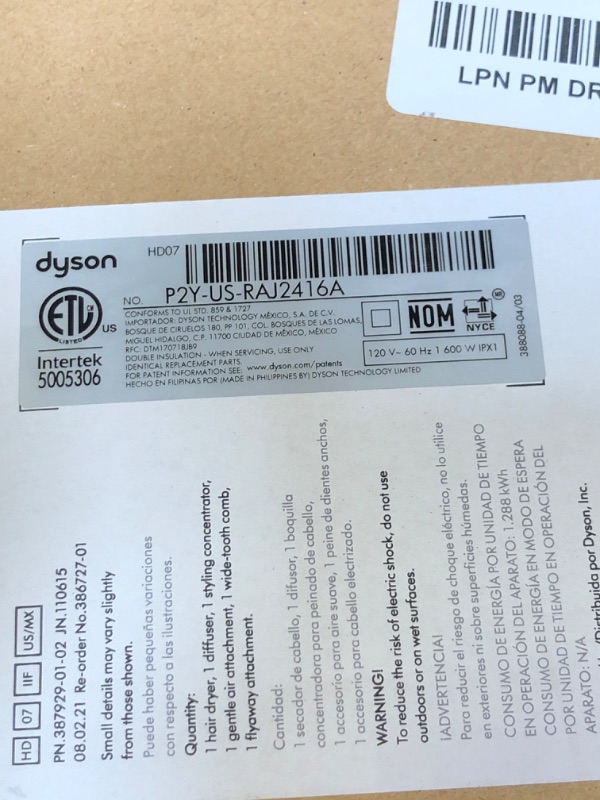 LPN PM DR
dyson
HD07
NO. P2Y-US-RAJ2416A
ETL
LISTED
US
Intertek
5005306
CONFORMS TO UL STD. 859 & 1727
IMPORTADOR: DYSON TECHNOLOGY MÉXICO, S.A. DE C.V.
BOSQUE DE CIRUELOS 180, PP 101, COL. BOSQUES DE LAS LOMAS,
MIGUEL HIDALGO, C.P. 11700 CIUDAD DE MÉXICO, MÉXICO
RFC: DTM170718J89
DOUBLE INSULATION - WHEN SERVICING, USE ONLY
IDENTICAL REPLACEMENT PARTS.
FOR PATENT INFORMATION SEE: www.dyson.com/patents
HECHO EN FILIPINAS POR (MADE IN PHILIPPINES BY) DYSON TECHNOLOGY LIMITED
NOM
NYCE
MR
120 V~ 60 Hz 1 600 W IPX1
388088-04/03
HD 07 IIF US/MX
PN.387929-01-02 JN.110615
08.02.21 Re-order No.386727-01
Small details may vary slightly
from those shown.
Puede haber pequeñas variaciones
con respecto a las ilustraciones.
Quantity:
1 hair dryer, 1 diffuser, 1 styling concentrator,
1 gentle air attachment, 1 wide-tooth comb,
1 flyaway attachment.
Cantidad:
1 secador de cabello, 1 difusor, 1 boquilla
concentradora para peinado de cabello,
1 accesorio para aire suave, 1 peine de dientes anchos,
1 accesorio para cabello electrizado.
WARNING!
To reduce the risk of electric shock, do not use
outdoors or on wet surfaces.
¡ADVERTENCIA!
Para reducir el riesgo de choque eléctrico, no lo utilice
en exteriores ni sobre superficies húmedas.
CONSUMO DE ENERGÍA POR UNIDAD DE TIEMPO
EN OPERACIÓN DEL APARATO: 1.288 kWh
CONSUMO DE ENERGÍA EN MODO DE ESPERA
POR UNIDAD DE TIEMPO EN OPERACIÓN DEL
APARATO: N/A
/Distribuida por Dyson, Inc.